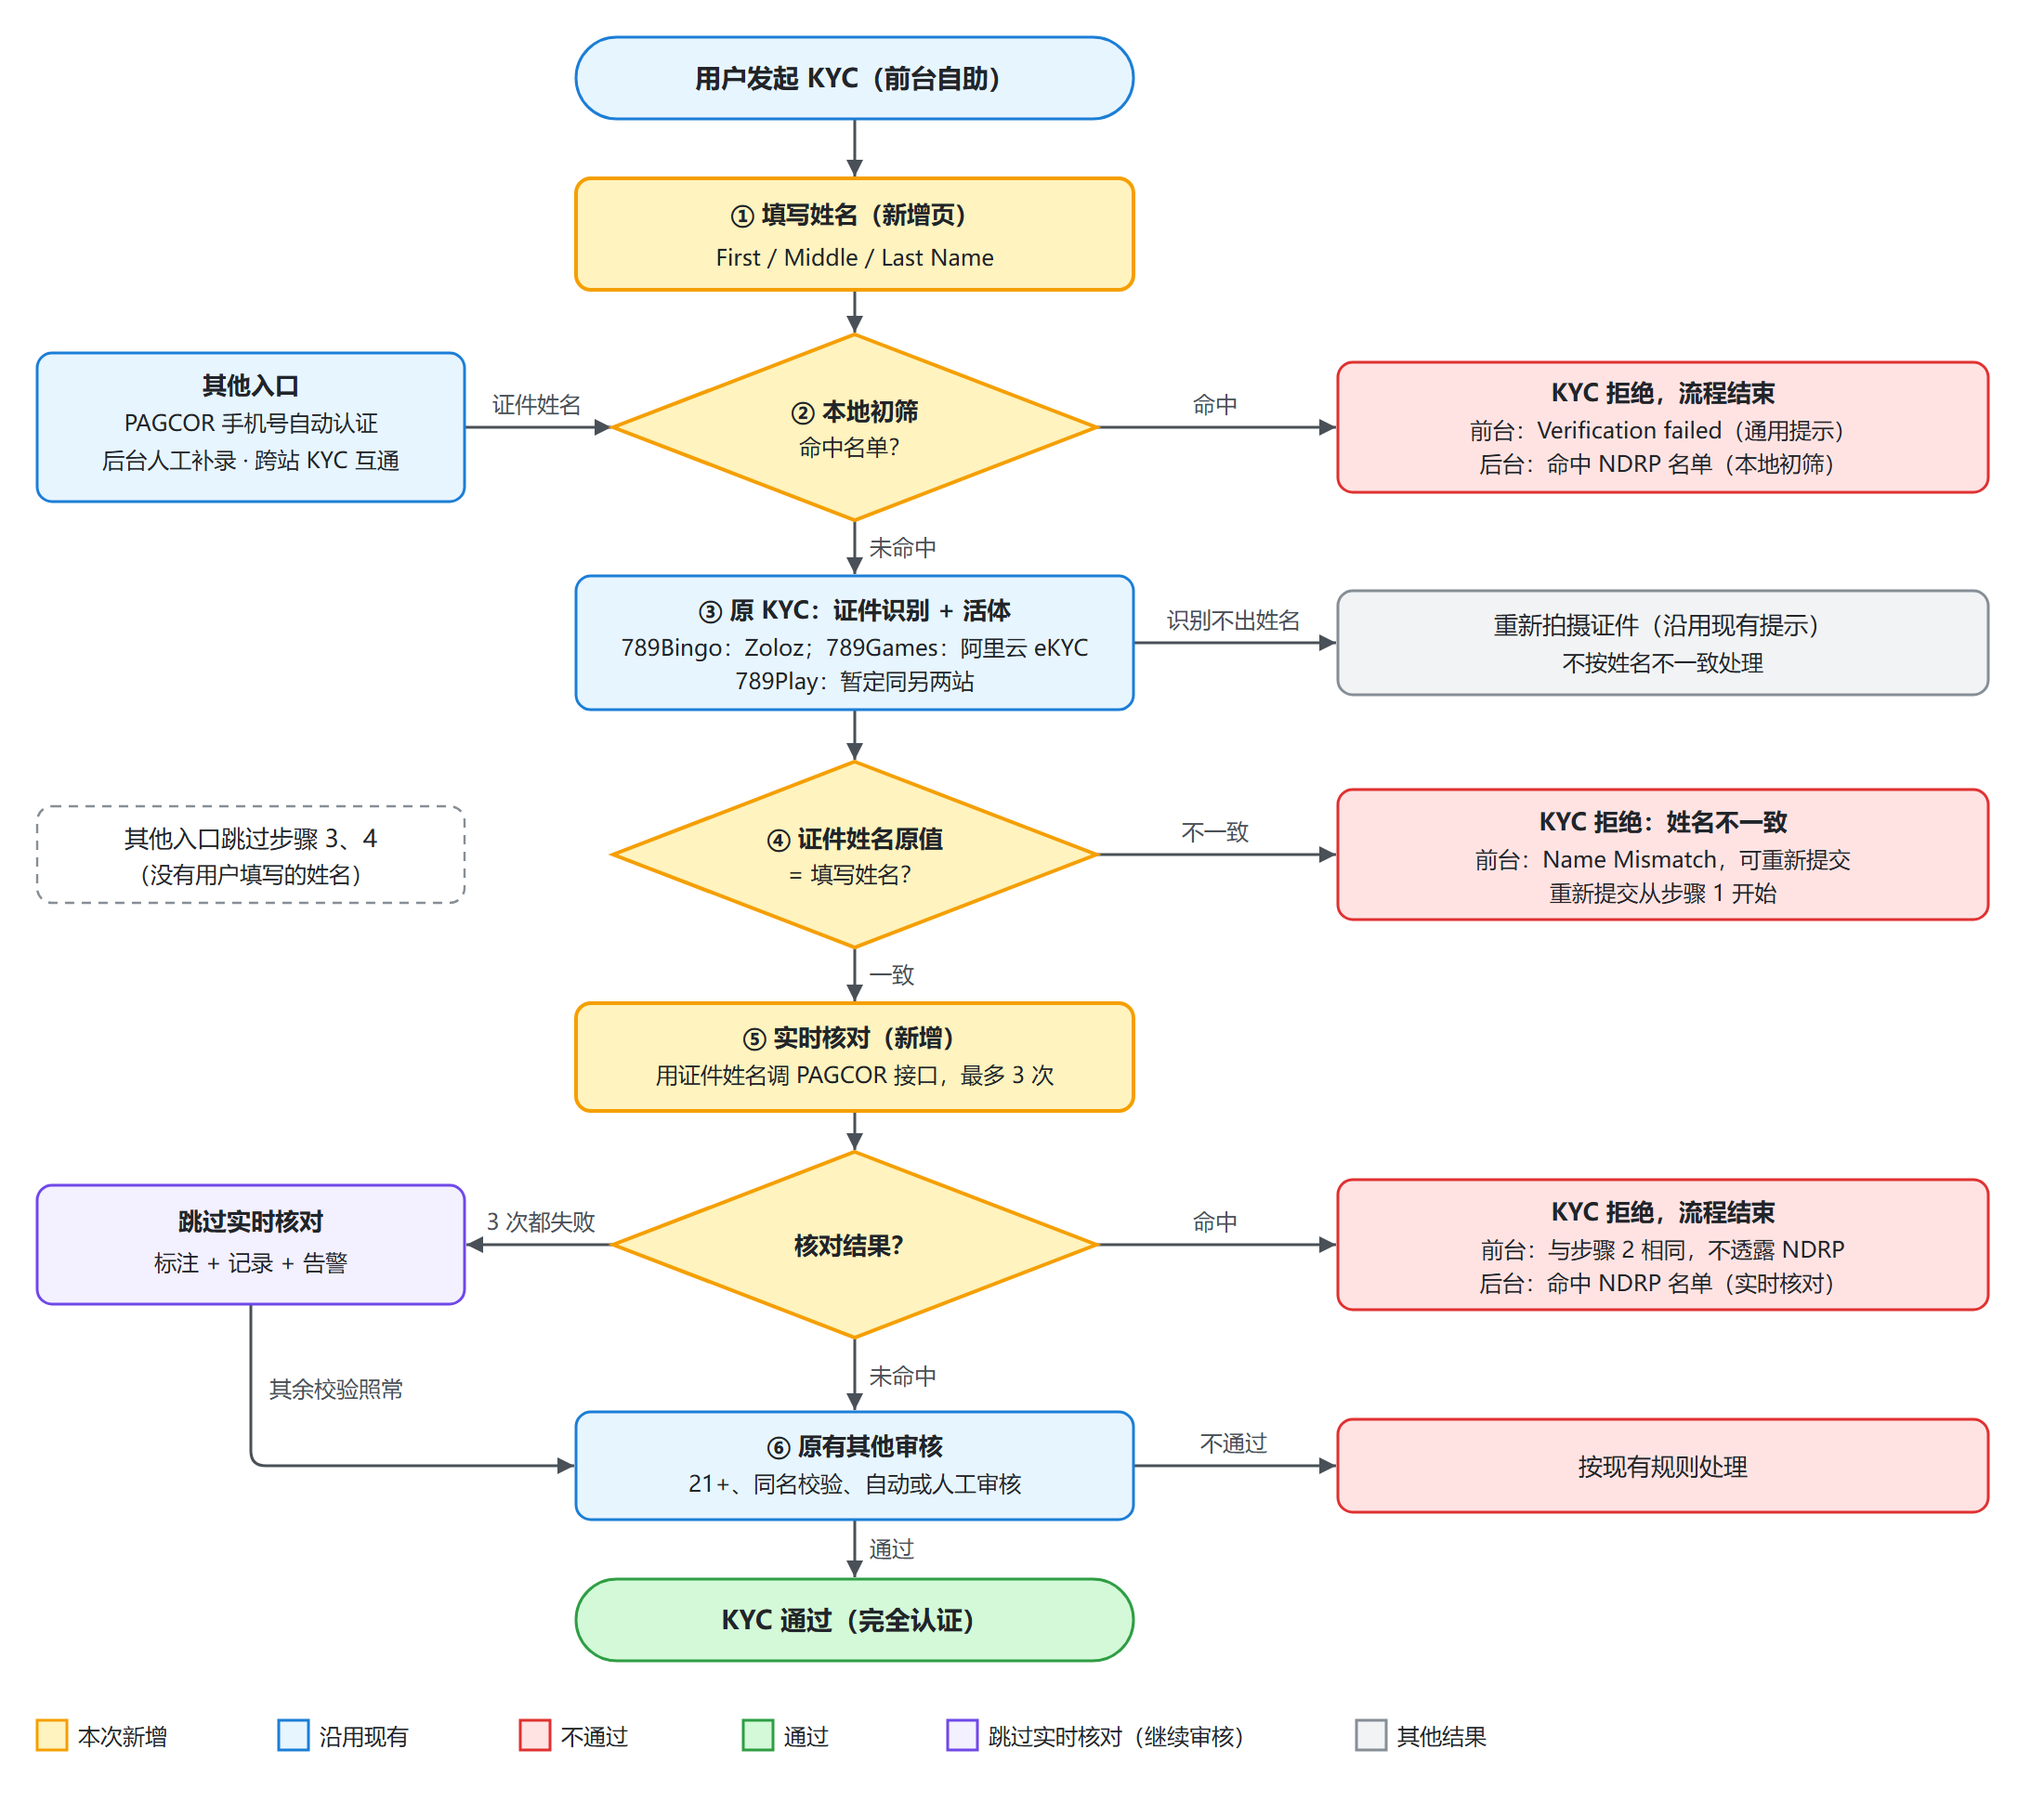 用户发起 KYC（前台自助）
① 填写姓名（新增页）
First / Middle / Last Name
其他入口
PAGCOR 手机号自动认证
后台人工补录 · 跨站 KYC 互通
证件姓名
② 本地初筛
命中名单？
命中
KYC 拒绝，流程结束
前台：Verification failed（通用提示）
后台：命中 NDRP 名单（本地初筛）
未命中
③ 原 KYC：证件识别 + 活体
789Bingo：Zoloz；789Games：阿里云 eKYC
789Play：暂定同另两站
识别不出姓名
重新拍摄证件（沿用现有提示）
不按姓名不一致处理
其他入口跳过步骤 3、4
（没有用户填写的姓名）
④ 证件姓名原值
= 填写姓名？
不一致
KYC 拒绝：姓名不一致
前台：Name Mismatch，可重新提交
重新提交从步骤 1 开始
一致
⑤ 实时核对（新增）
用证件姓名调 PAGCOR 接口，最多 3 次
跳过实时核对
标注 + 记录 + 告警
3 次都失败
核对结果？
命中
KYC 拒绝，流程结束
前台：与步骤 2 相同，不透露 NDRP
后台：命中 NDRP 名单（实时核对）
其余校验照常
未命中
⑥ 原有其他审核
21+、同名校验、自动或人工审核
不通过
按现有规则处理
通过
KYC 通过（完全认证）
本次新增
沿用现有
不通过
通过
跳过实时核对（继续审核）
其他结果